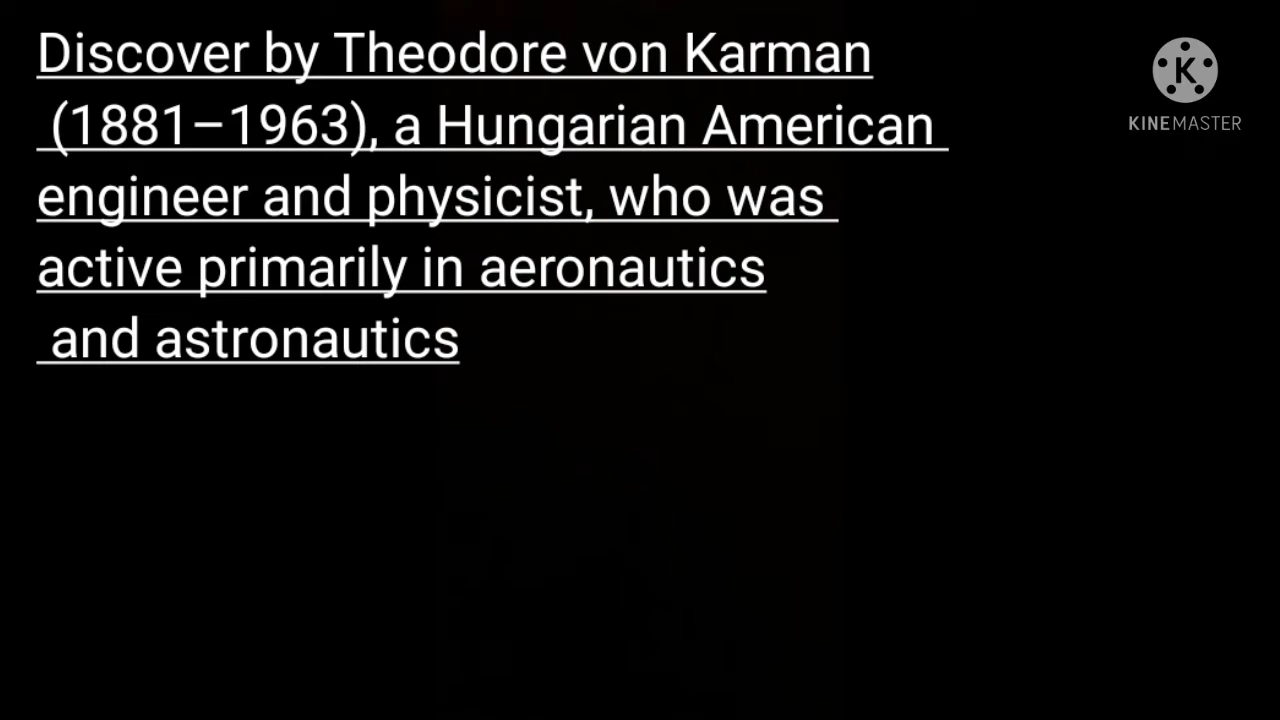 Discover by Theodore von Karman
(1881–1963), a Hungarian American
engineer and physicist, who was
active primarily in aeronautics
and astronautics
K
KINEMASTER